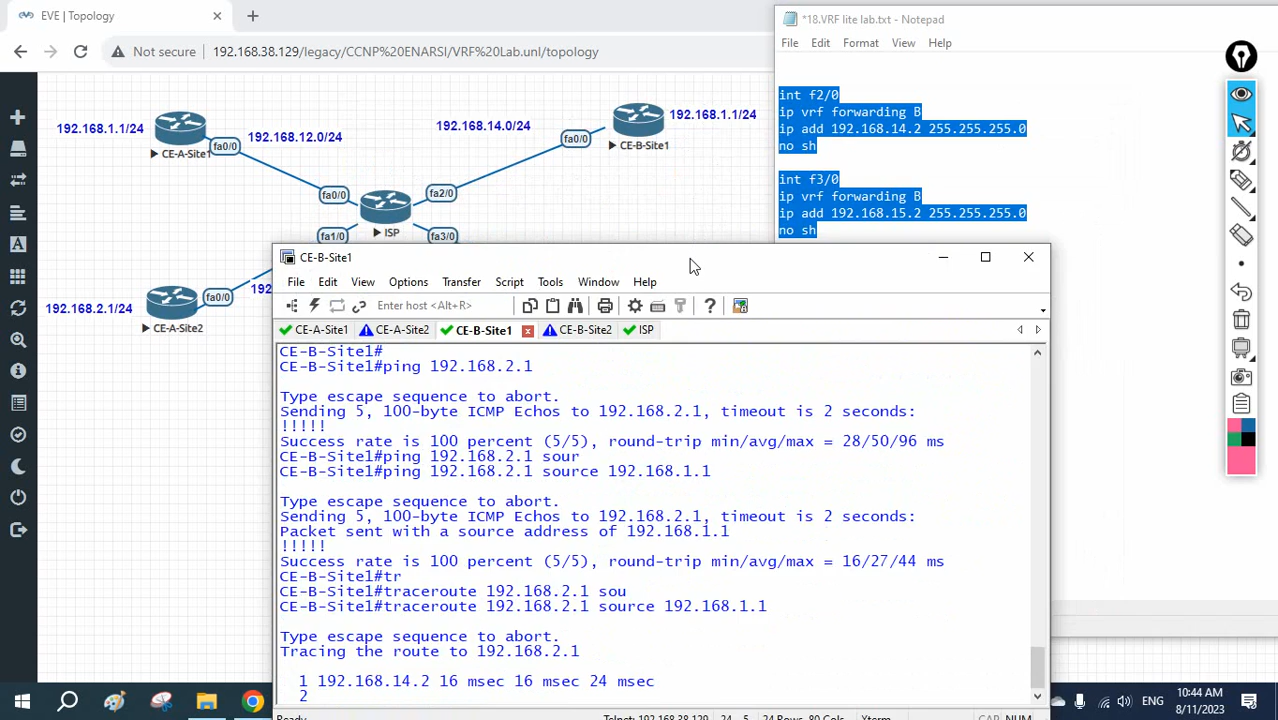 EVE | Topology
Not secure
192.168.38.129/legacy/CCNP%20ENARSI/VRF%20Lab.unl/topology
*18.VRF lite lab.txt - Notepad
File Edit Format View Help
int f2/0
ip vrf forwarding B
ip add 192.168.14.2 255.255.255.0
no sh
int f3/0
ip vrf forwarding B
ip add 192.168.15.2 255.255.255.0
no sh
192.168.1.1/24
CE-A-Site1
fa0/0
192.168.12.0/24
192.168.14.0/24
fa0/0
192.168.1.1/24
CE-B-Site1
fa0/0
fa2/0
ISP
fa1/0
fa3/0
192.168.2.1/24
fa0/0
CE-A-Site2
CE-B-Site1
File Edit View Options Transfer Script Tools Window Help
Enter host <Alt+R>
CE-A-Site1
CE-A-Site2
CE-B-Site1
CE-B-Site2
ISP
CE-B-Site1#
CE-B-Site1#ping 192.168.2.1
Type escape sequence to abort.
Sending 5, 100-byte ICMP Echos to 192.168.2.1, timeout is 2 seconds:
!!!!!
Success rate is 100 percent (5/5), round-trip min/avg/max = 28/50/96 ms
CE-B-Site1#ping 192.168.2.1 sour
CE-B-Site1#ping 192.168.2.1 source 192.168.1.1
Type escape sequence to abort.
Sending 5, 100-byte ICMP Echos to 192.168.2.1, timeout is 2 seconds:
Packet sent with a source address of 192.168.1.1
!!!!!
Success rate is 100 percent (5/5), round-trip min/avg/max = 16/27/44 ms
CE-B-Site1#tr
CE-B-Site1#traceroute 192.168.2.1 sou
CE-B-Site1#traceroute 192.168.2.1 source 192.168.1.1
Type escape sequence to abort.
Tracing the route to 192.168.2.1
1 192.168.14.2 16 msec 16 msec 24 msec
2
Ready
Telnet: 192.168.38.129
24, 5
24 Rows, 80 Cols
Xterm
CAP NUM
ENG
10:44 AM
8/11/2023